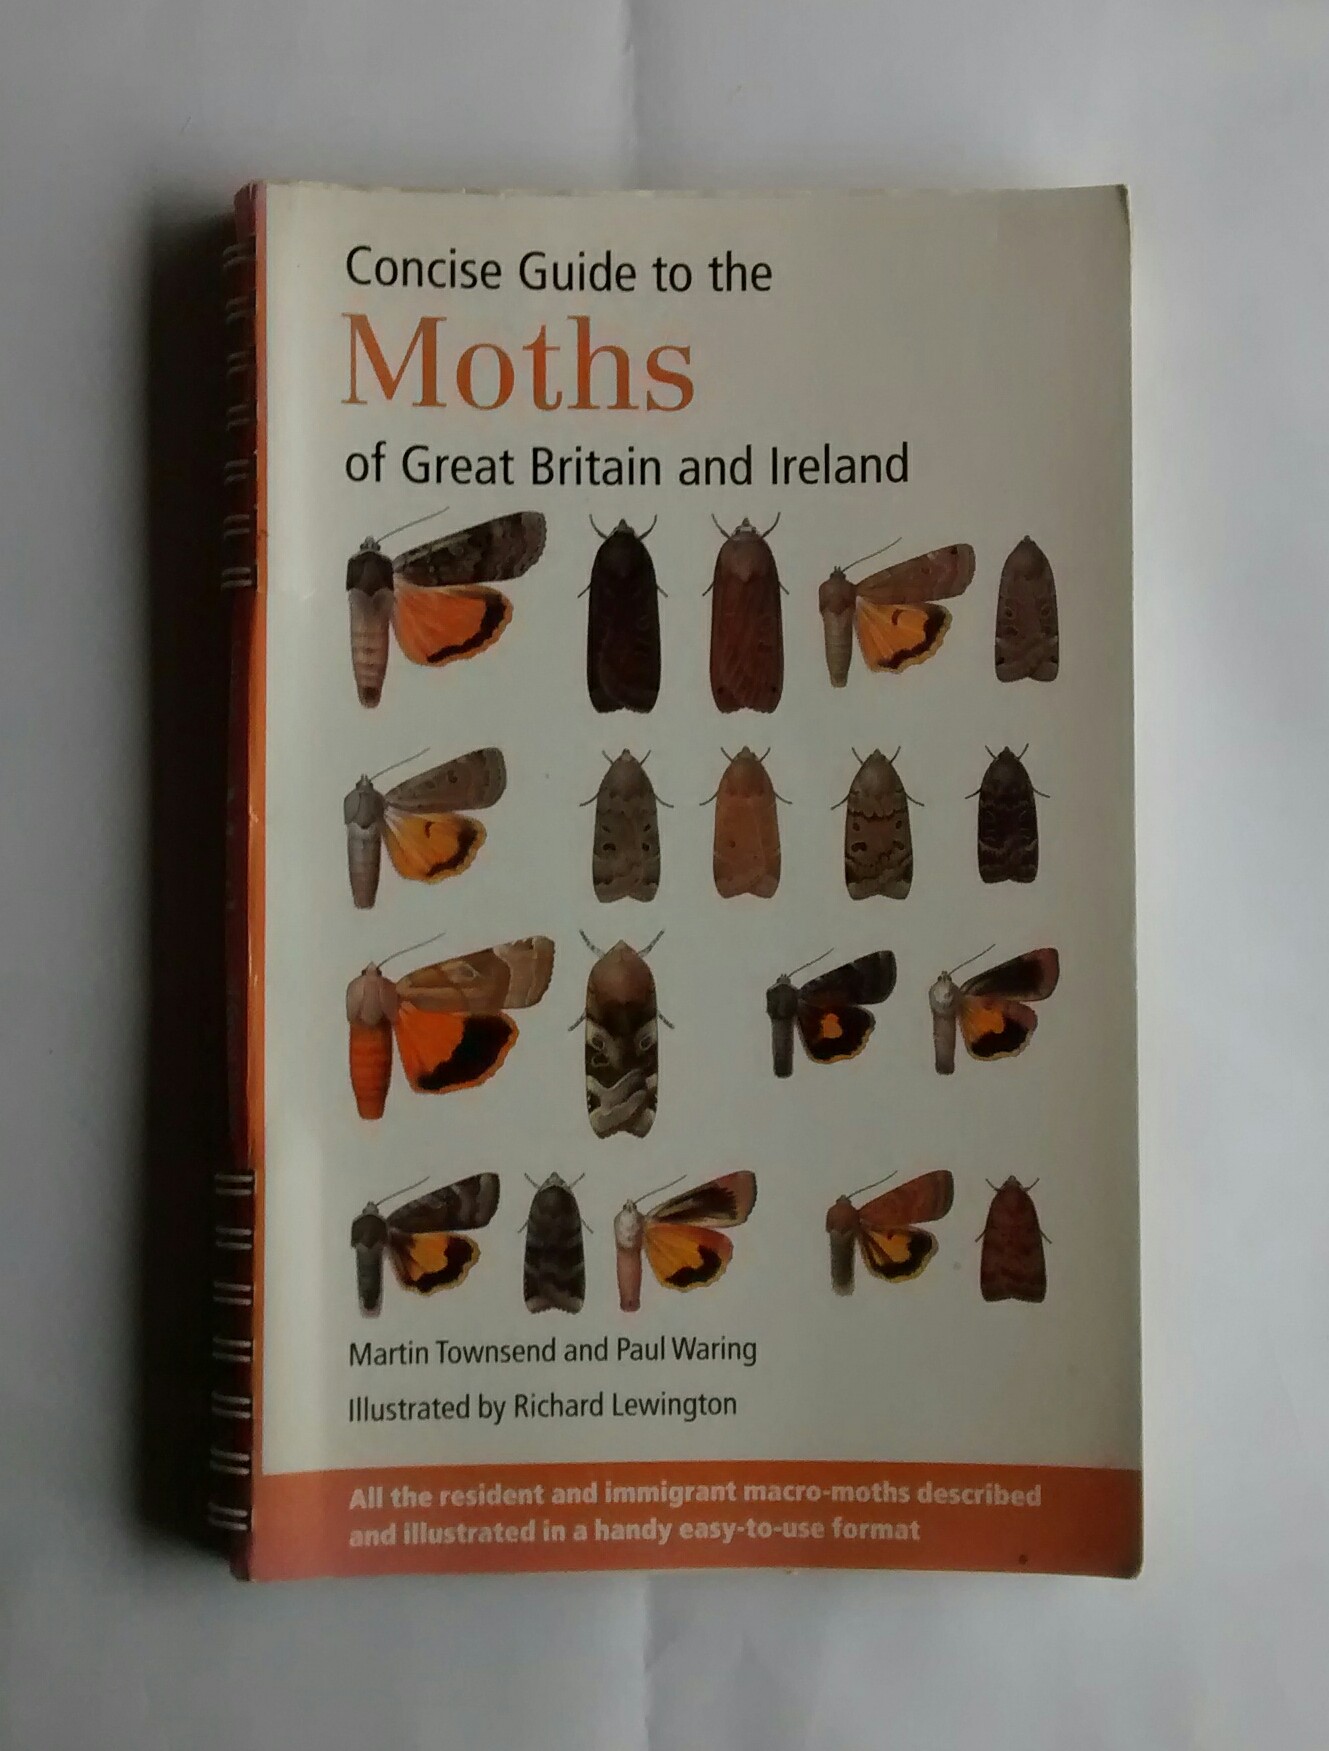 Concise Guide to the
Moths
of Great Britain and Ireland
Martin Townsend and Paul Waring
Illustrated by Richard Lewington
All the resident and immigrant macro-moths described
and illustrated in a handy easy-to-use format